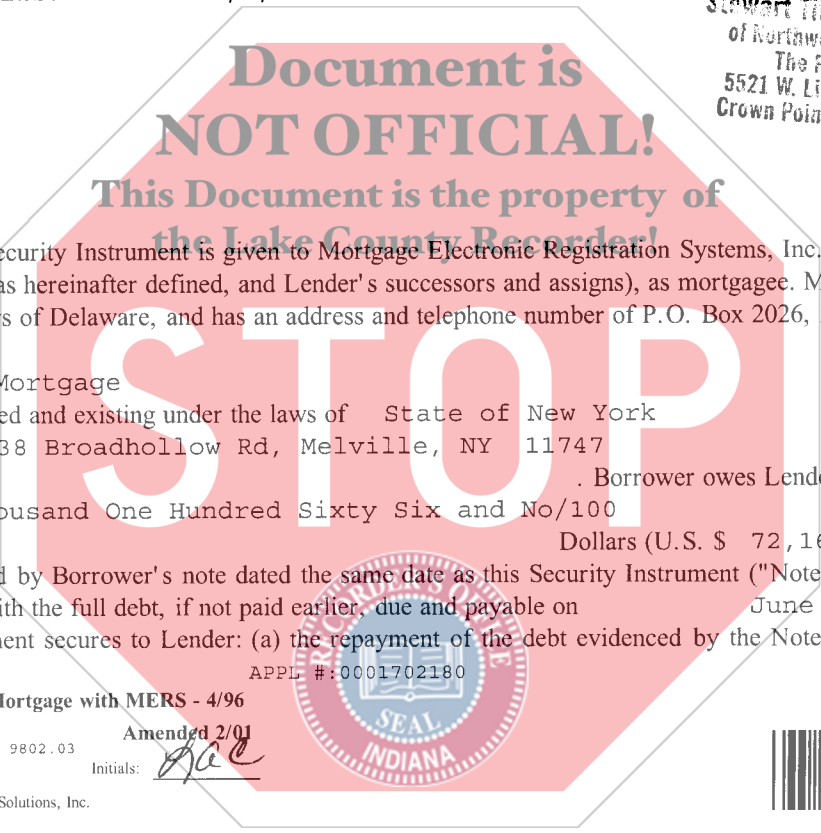 of Northw
The P
5521 W. Li
Crown Poin
Document is
NOT OFFICIAL!
This Document is the property of
the Lake County Recorder!
ecurity Instrument is given to Mortgage Electronic Registration Systems, Inc.
as hereinafter defined, and Lender's successors and assigns), as mortgagee. M
s of Delaware, and has an address and telephone number of P.O. Box 2026,
Mortgage
ed and existing under the laws of State of New York
38 Broadhollow Rd, Melville, NY 11747
. Borrower owes Lende
ousand One Hundred Sixty Six and No/100
Dollars (U.S. $ 72,16
d by Borrower's note dated the same date as this Security Instrument ("Note
ith the full debt, if not paid earlier, due and payable on June
ment secures to Lender: (a) the repayment of the debt evidenced by the Note
STOP
RECORDER'S OFFICE
SEAL
INDIANA
APPL #:0001702180
Mortgage with MERS - 4/96
Amended 2/01
9802.03
Initials:
Solutions, Inc.